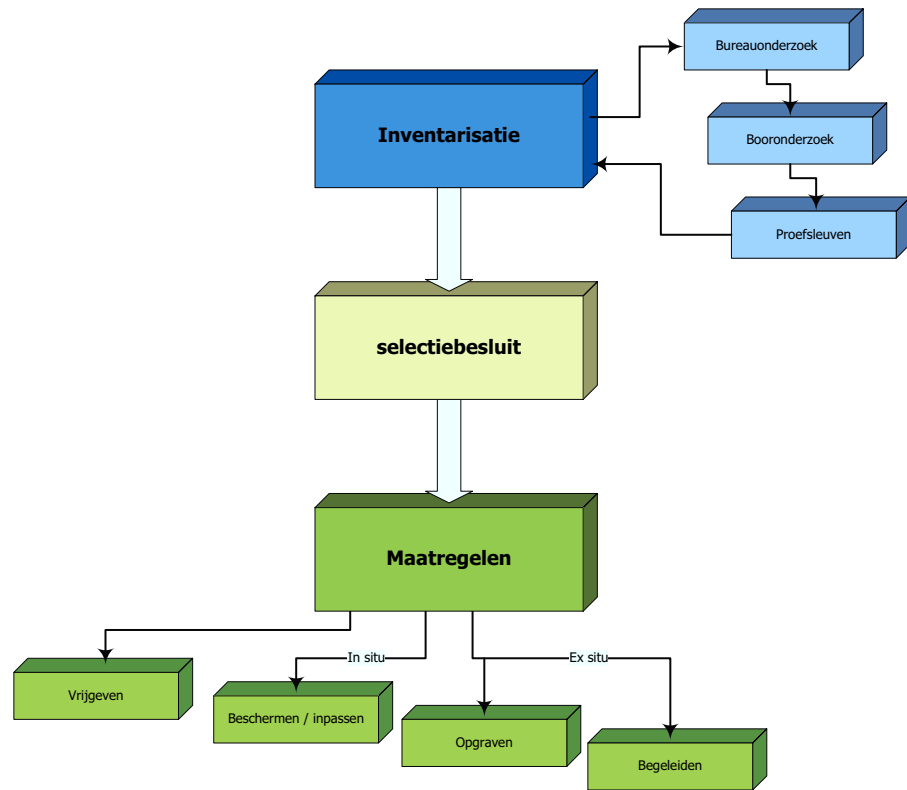 Bureauonderzoek
Inventarisatie
Booronderzoek
Proefsleuven
selectiebesluit
Maatregelen
In situ
Ex situ
Vrijgeven
Beschermen / inpassen
Opgraven
Begeleiden